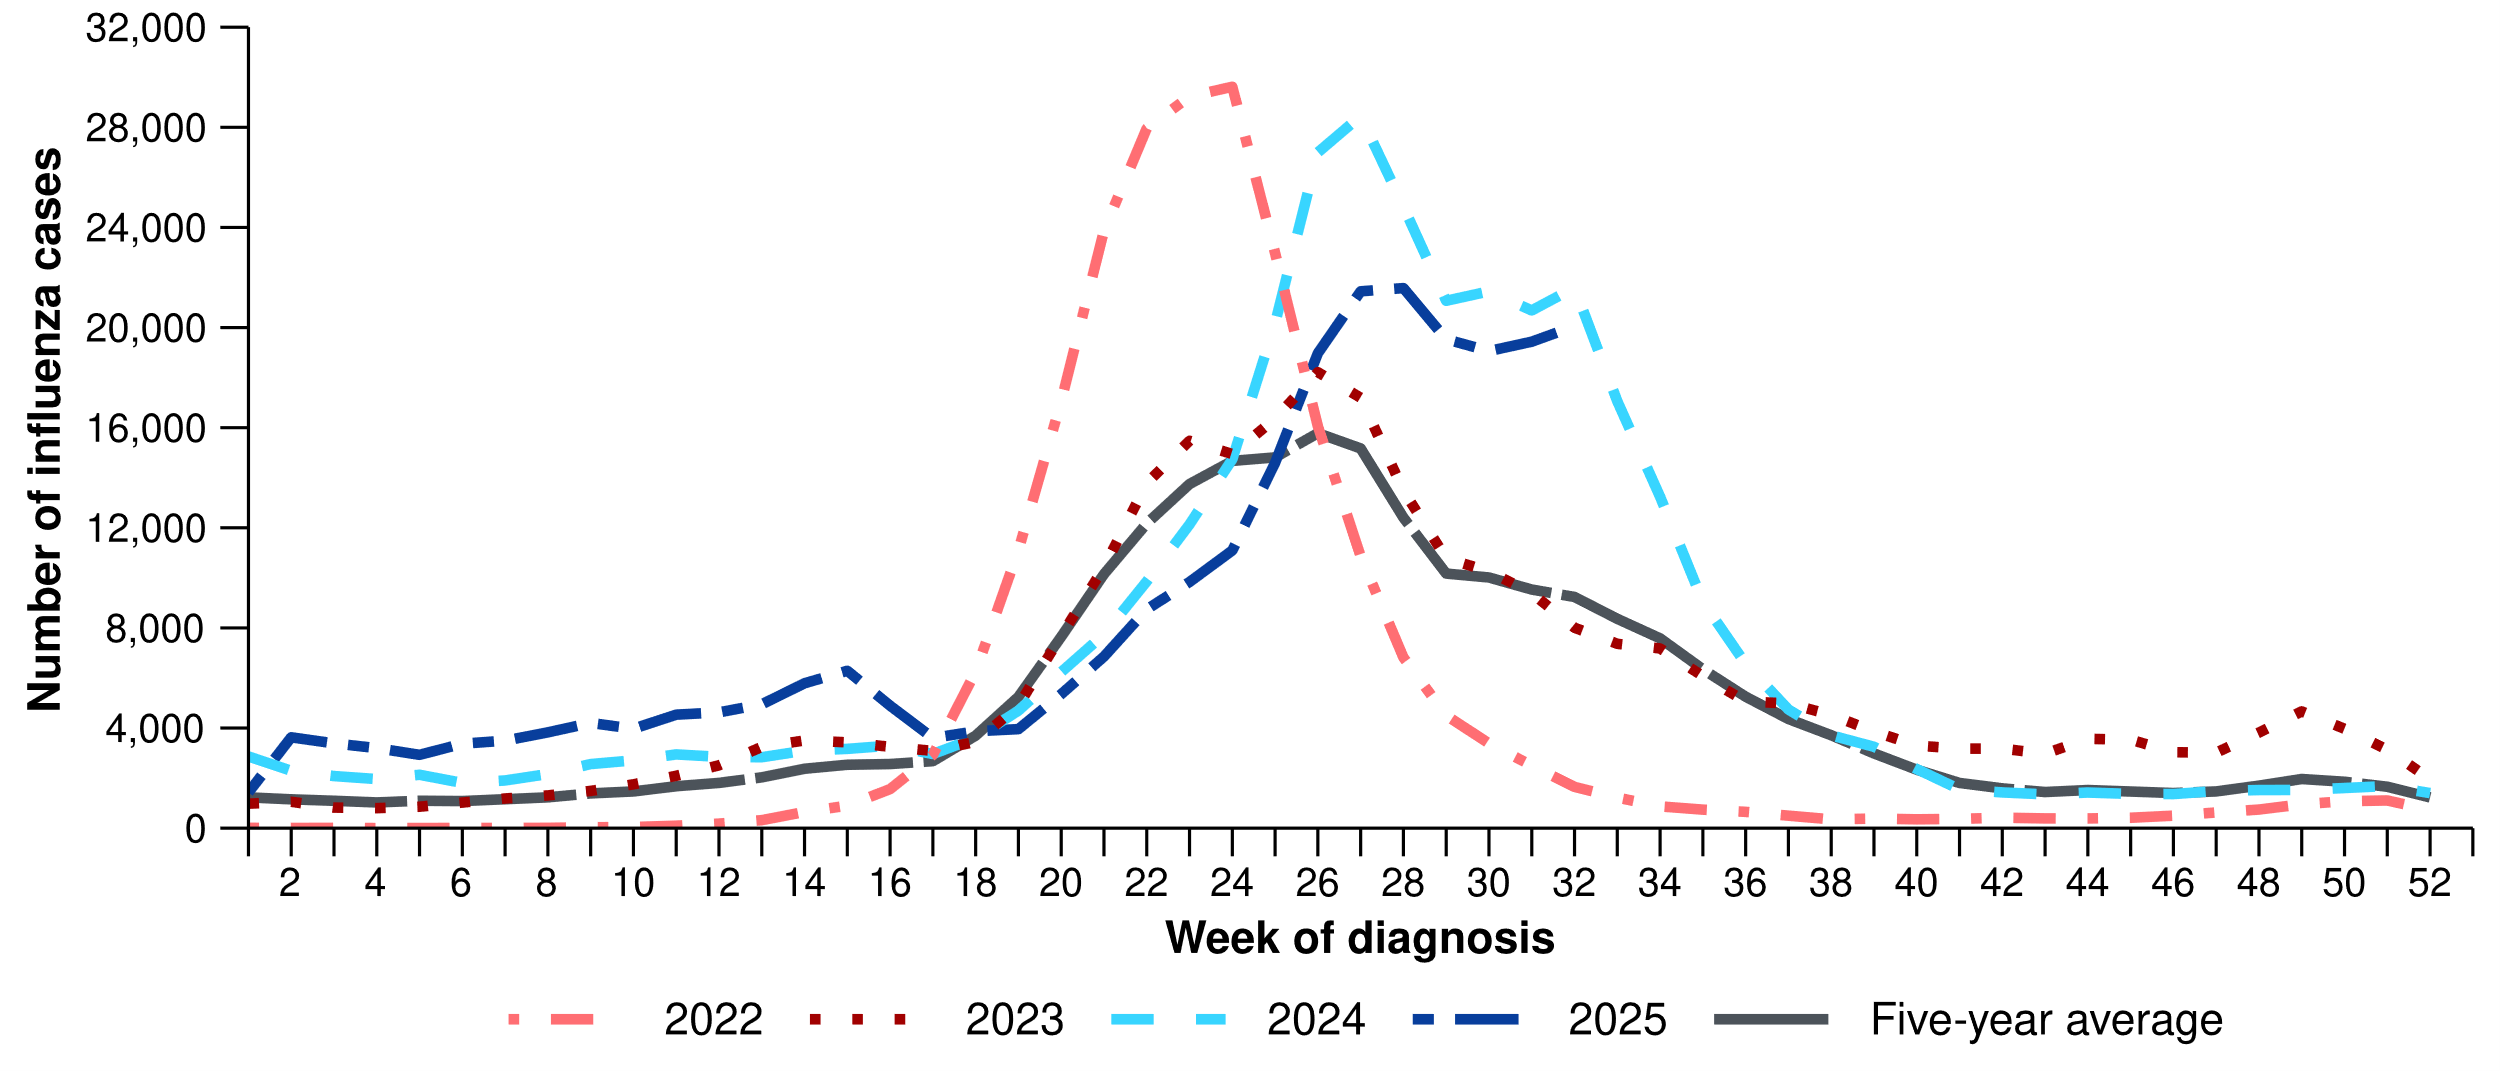 32,000
28,000
24,000
20,000
16,000
12,000
8,000
4,000
0
Number of influenza cases
2 4 6 8 10 12 14 16 18 20 22 24 26 28 30 32 34 36 38 40 42 44 46 48 50 52
Week of diagnosis
2022 2023 2024 2025 Five-year average